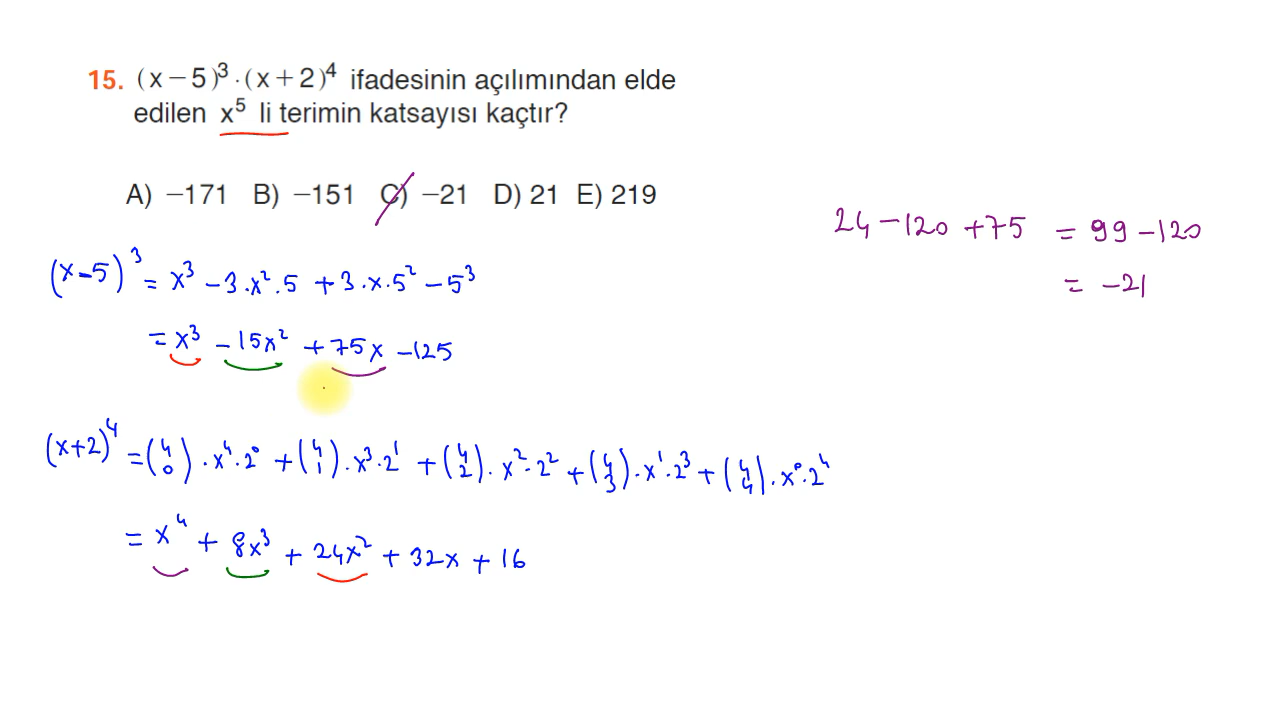 15. (x−5)³·(x+2)⁴ ifadesinin açılımından elde
edilen x⁵ li terimin katsayısı kaçtır?
A) −171 B) −151 C) −21 D) 21 E) 219
24 − 120 + 75 = 99 − 120
= −21
(x−5)³ = x³ − 3·x²·5 + 3·x·5² − 5³
= x³ − 15x² + 75x − 125
(x+2)⁴ = (4 0)·x⁴·2⁰ + (4 1)·x³·2¹ + (4 2)·x²·2² + (4 3)·x¹·2³ + (4 4)·x⁰·2⁴
= x⁴ + 8x³ + 24x² + 32x + 16